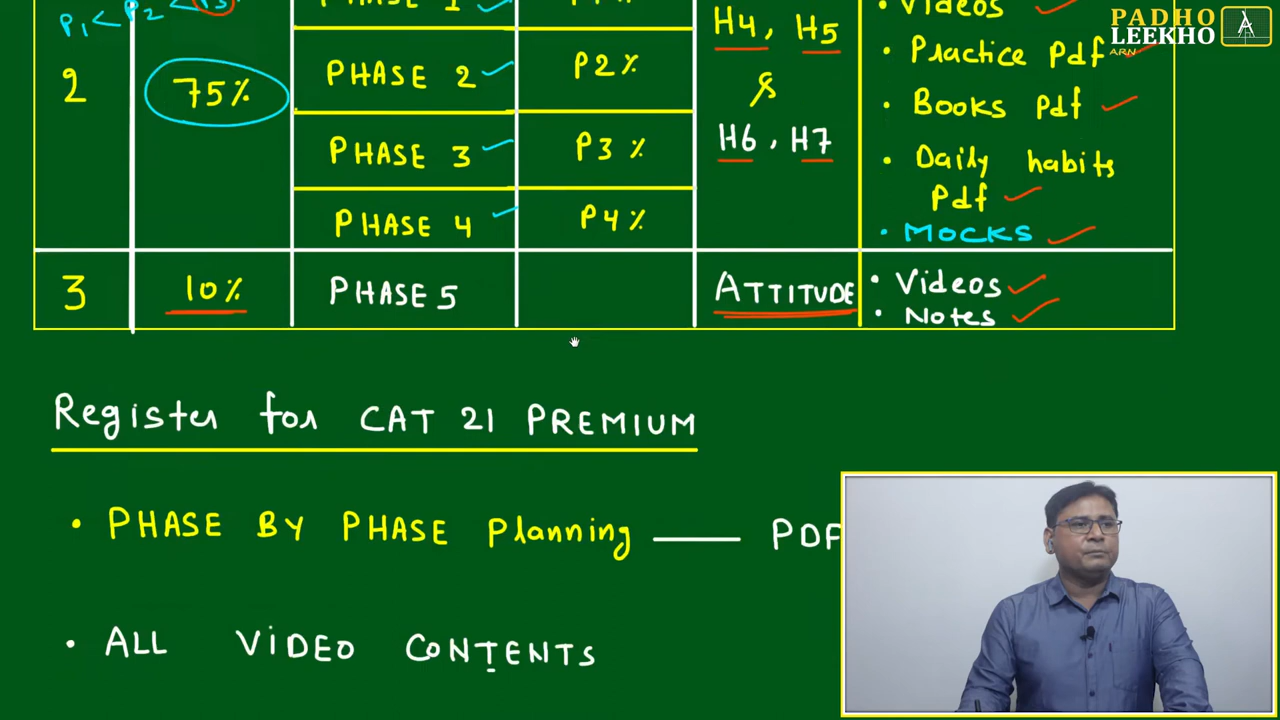 P1 < P2 < P3
PHASE 1
PADHO
LEEKHO
ARN
2
75%
PHASE 2
P2 %
H4, H5
&
H6, H7
PHASE 3
P3 %
PHASE 4
P4 %
• Videos
• Practice Pdf
• Books Pdf
• Daily habits
Pdf
• MOCKS
3
10%
PHASE 5
ATTITUDE
• Videos
• Notes
Register for CAT 21 PREMIUM
• PHASE BY PHASE Planning —— PDF
• ALL VIDEO CONTENTS